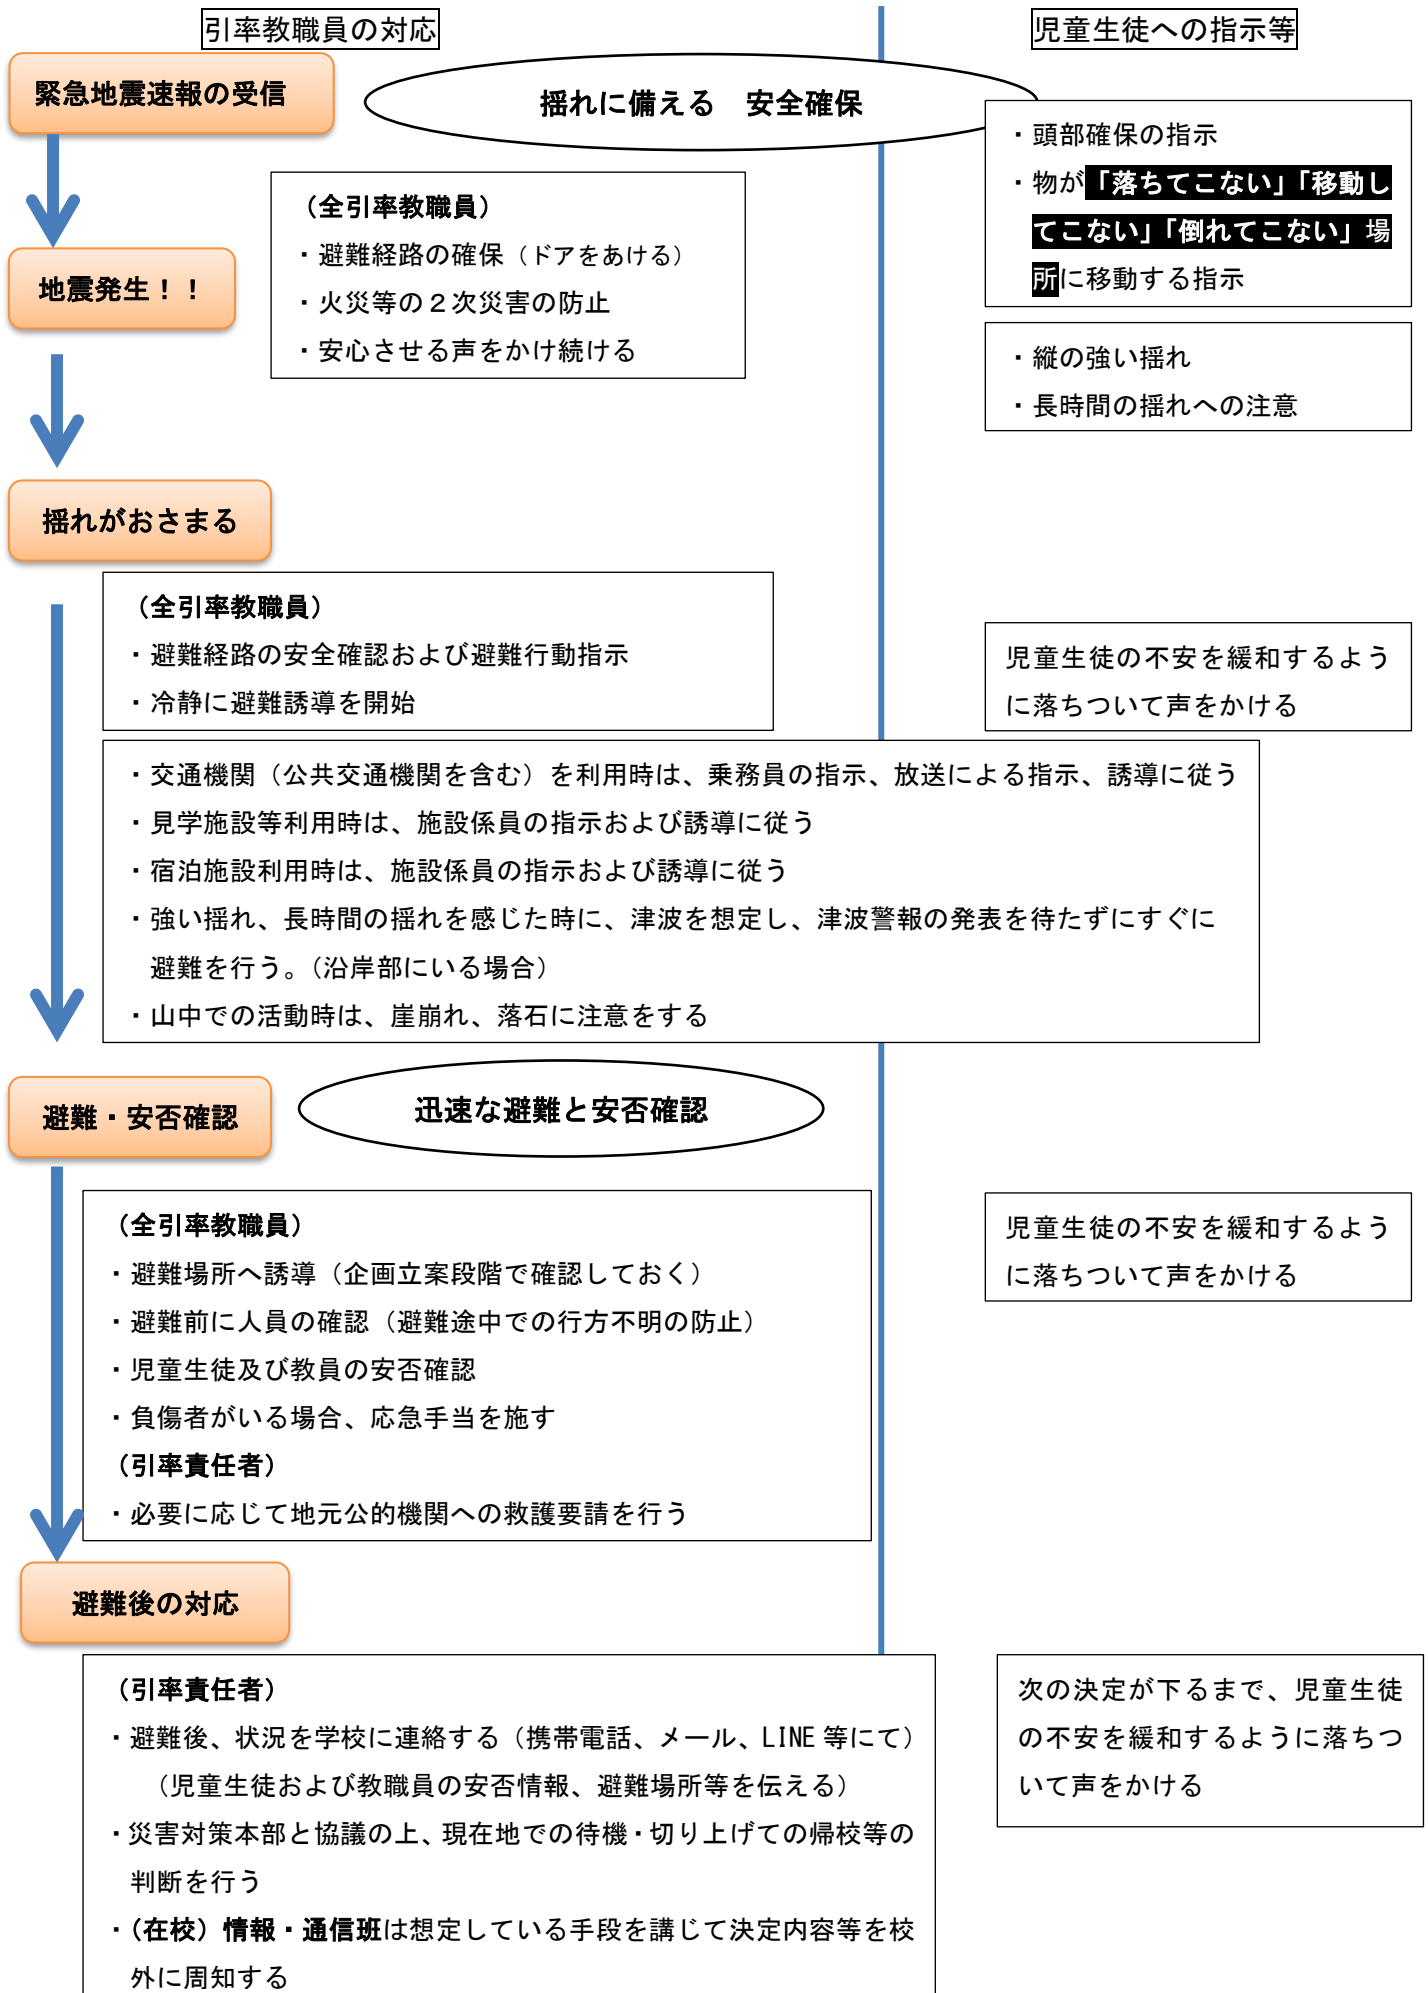 引率教職員の対応
児童生徒への指示等
緊急地震速報の受信
揺れに備える　安全確保
・頭部確保の指示
・物が「落ちてこない」「移動し
てこない」「倒れてこない」場
所に移動する指示
（全引率教職員）
・避難経路の確保（ドアをあける）
・火災等の２次災害の防止
・安心させる声をかけ続ける
地震発生！！
・縦の強い揺れ
・長時間の揺れへの注意
揺れがおさまる
（全引率教職員）
・避難経路の安全確認および避難行動指示
・冷静に避難誘導を開始
児童生徒の不安を緩和するよう
に落ちついて声をかける
・交通機関（公共交通機関を含む）を利用時は、乗務員の指示、放送による指示、誘導に従う
・見学施設等利用時は、施設係員の指示および誘導に従う
・宿泊施設利用時は、施設係員の指示および誘導に従う
・強い揺れ、長時間の揺れを感じた時に、津波を想定し、津波警報の発表を待たずにすぐに
避難を行う。（沿岸部にいる場合）
・山中での活動時は、崖崩れ、落石に注意をする
避難・安否確認
迅速な避難と安否確認
（全引率教職員）
・避難場所へ誘導（企画立案段階で確認しておく）
・避難前に人員の確認（避難途中での行方不明の防止）
・児童生徒及び教員の安否確認
・負傷者がいる場合、応急手当を施す
（引率責任者）
・必要に応じて地元公的機関への救護要請を行う
児童生徒の不安を緩和するよう
に落ちついて声をかける
避難後の対応
（引率責任者）
・避難後、状況を学校に連絡する（携帯電話、メール、LINE 等にて）
（児童生徒および教職員の安否情報、避難場所等を伝える）
・災害対策本部と協議の上、現在地での待機・切り上げての帰校等の
判断を行う
・（在校）情報・通信班は想定している手段を講じて決定内容等を校
外に周知する
次の決定が下るまで、児童生徒
の不安を緩和するように落ちつ
いて声をかける